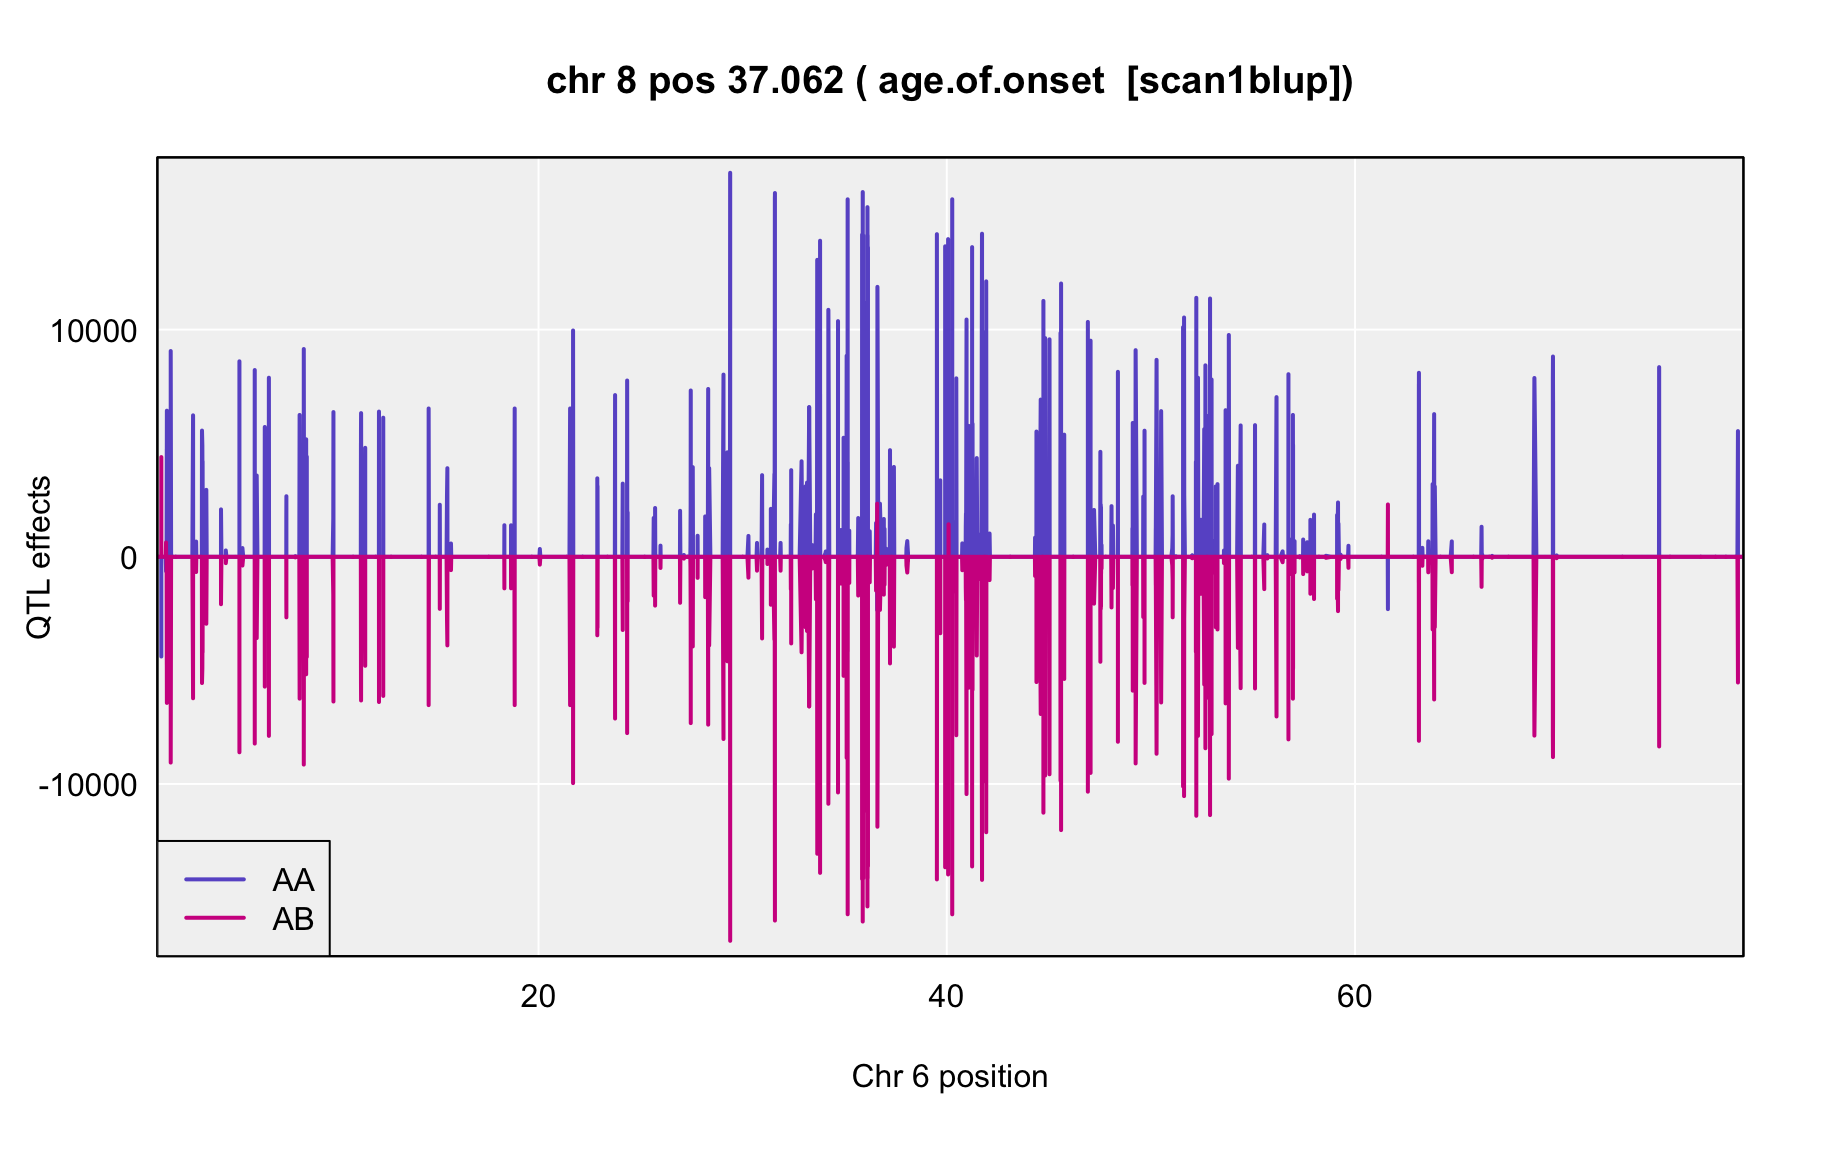 chr 8 pos 37.062 ( age.of.onset  [scan1blup])
QTL effects
10000
0
-10000
AA
AB
20
40
60
Chr 6 position